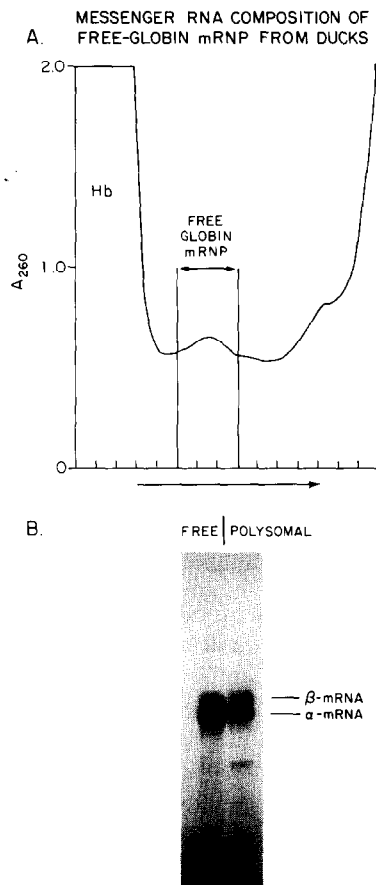 MESSENGER RNA COMPOSITION OF
A. FREE-GLOBIN mRNP FROM DUCKS
2.0
Hb
FREE
GLOBIN
mRNP
1.0
A260
0
B.
FREE | POLYSOMAL
β-mRNA
α-mRNA